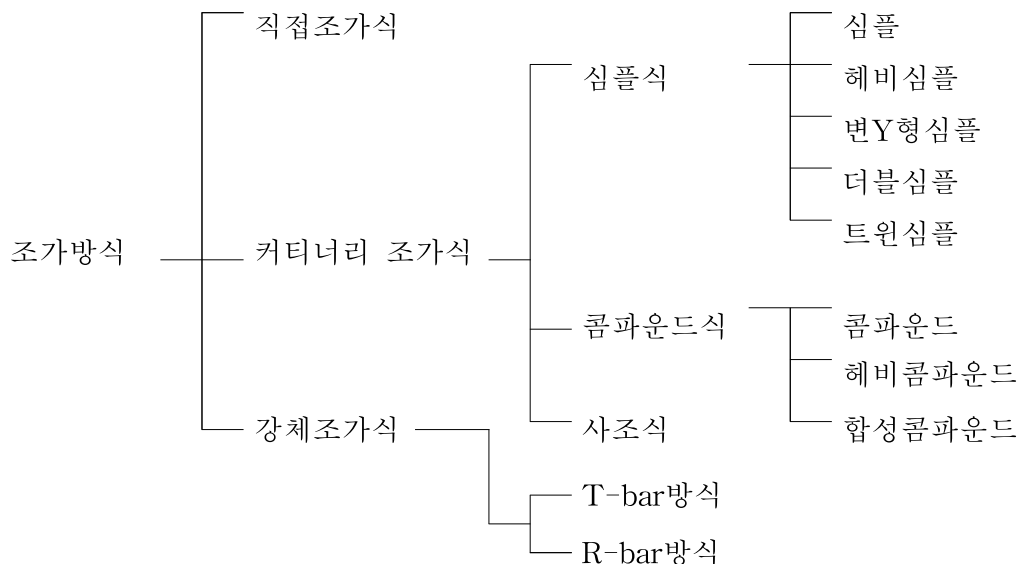 직접조가식
심플
심플식
헤비심플
변Y형심플
더블심플
트윈심플
조가방식
커티너리 조가식
콤파운드식
콤파운드
헤비콤파운드
강체조가식
사조식
합성콤파운드
T-bar방식
R-bar방식